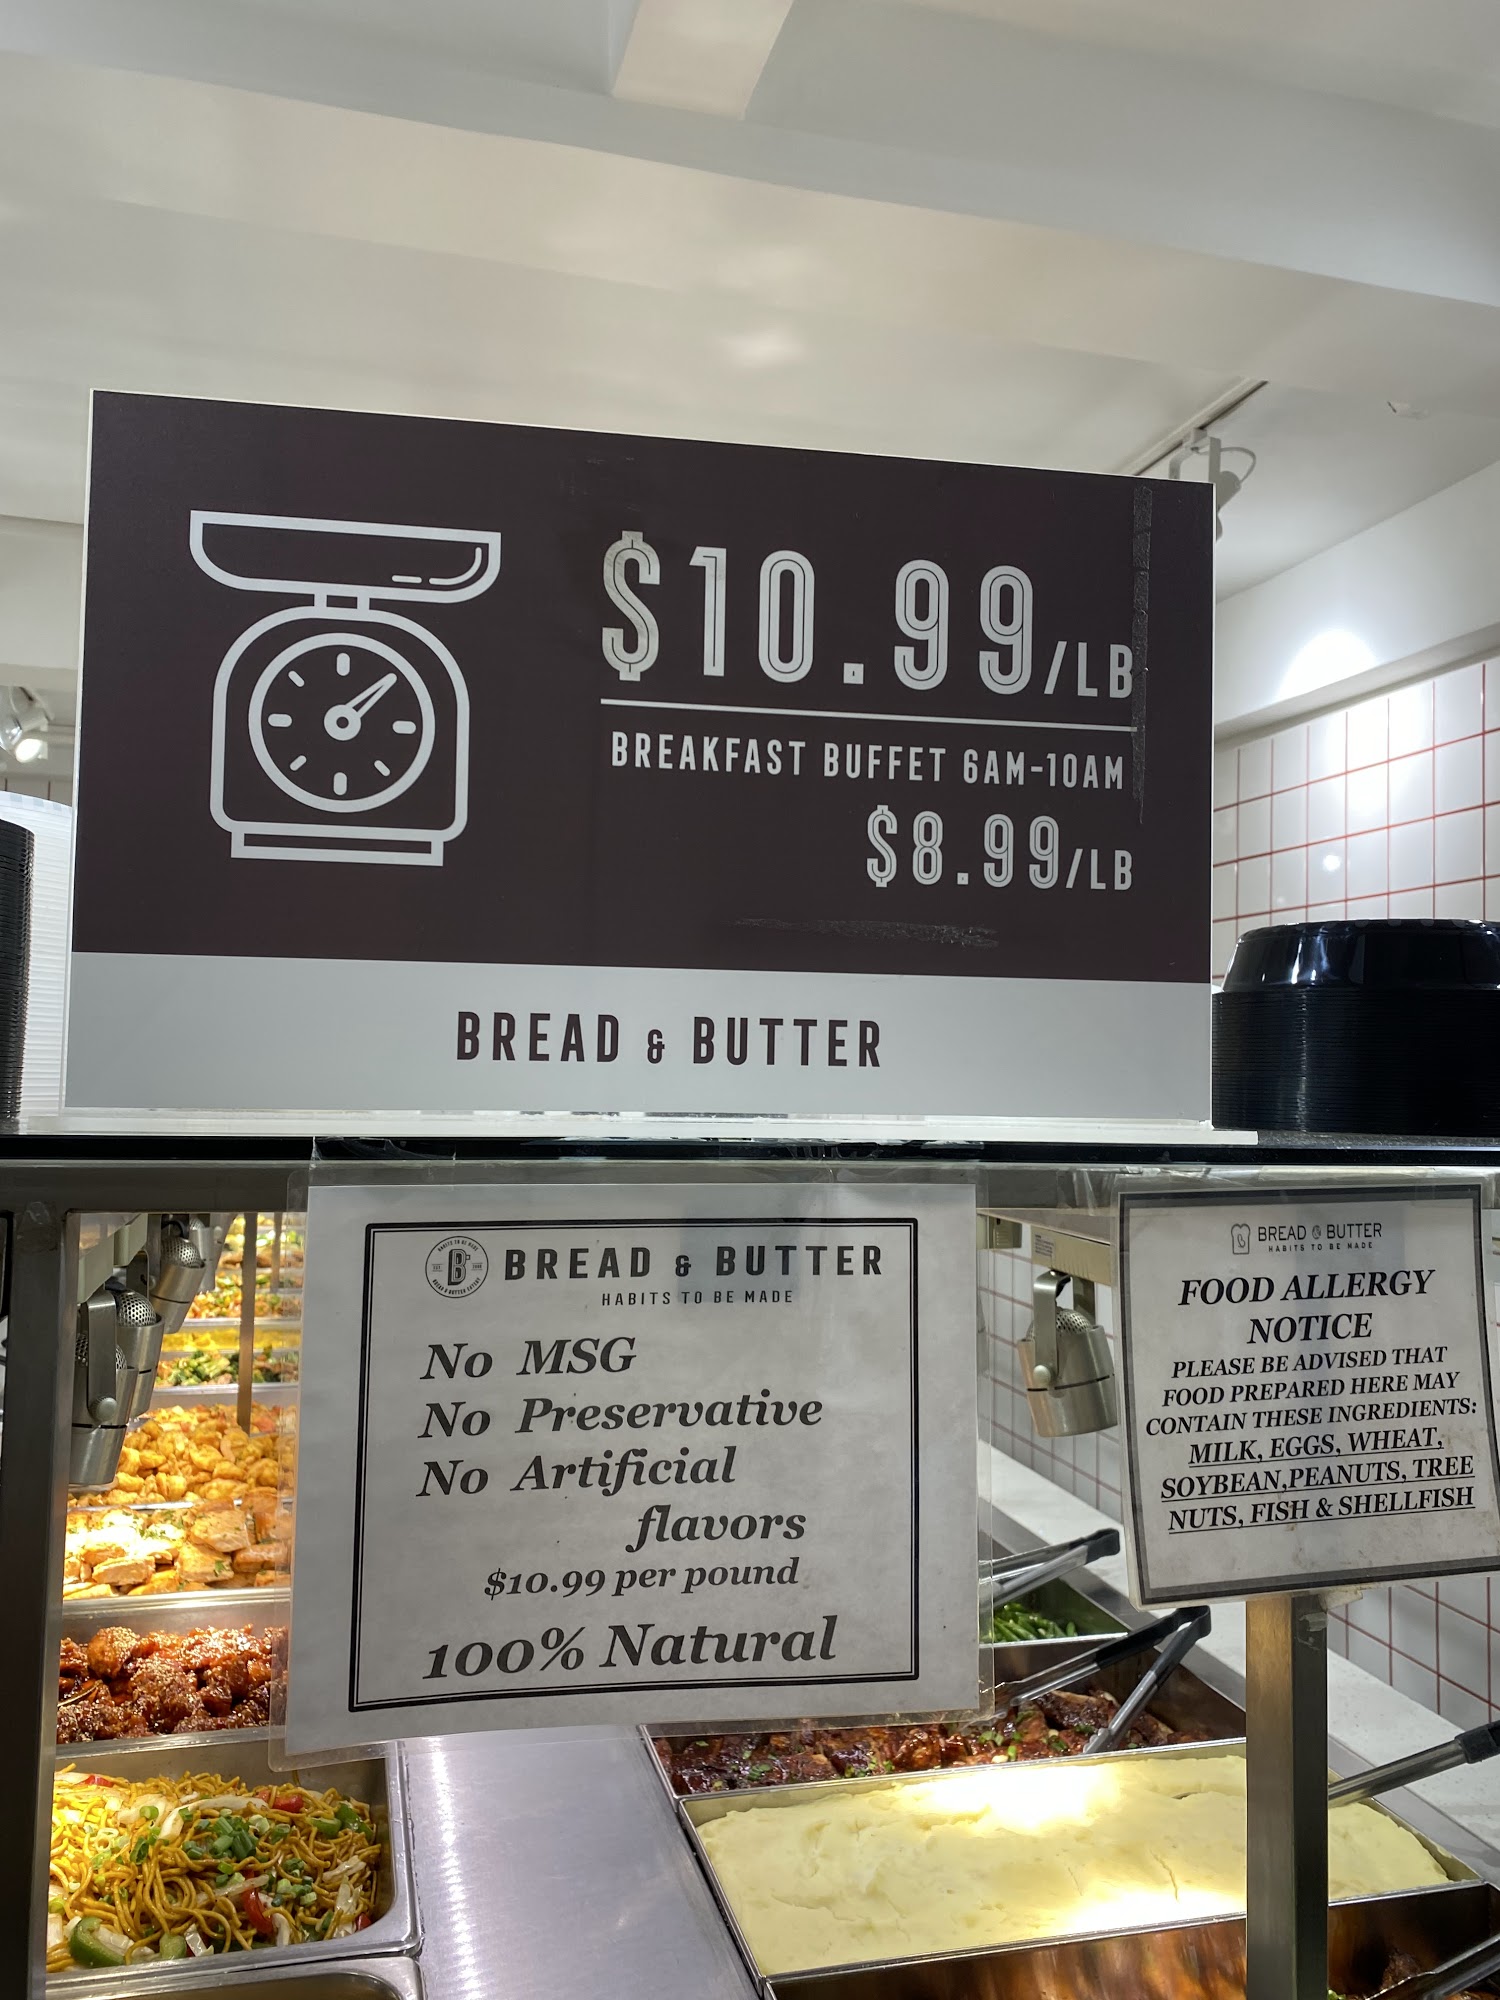 $10.99/LB
BREAKFAST BUFFET 6AM-10AM
$8.99/LB
BREAD & BUTTER
B
BREAD & BUTTER
HABITS TO BE MADE
No MSG
No Preservative
No Artificial
flavors
$10.99 per pound
100% Natural
BREAD & BUTTER
HABITS TO BE MADE
FOOD ALLERGY
NOTICE
PLEASE BE ADVISED THAT
FOOD PREPARED HERE MAY
CONTAIN THESE INGREDIENTS:
MILK, EGGS, WHEAT,
SOYBEAN,PEANUTS, TREE
NUTS, FISH & SHELLFISH